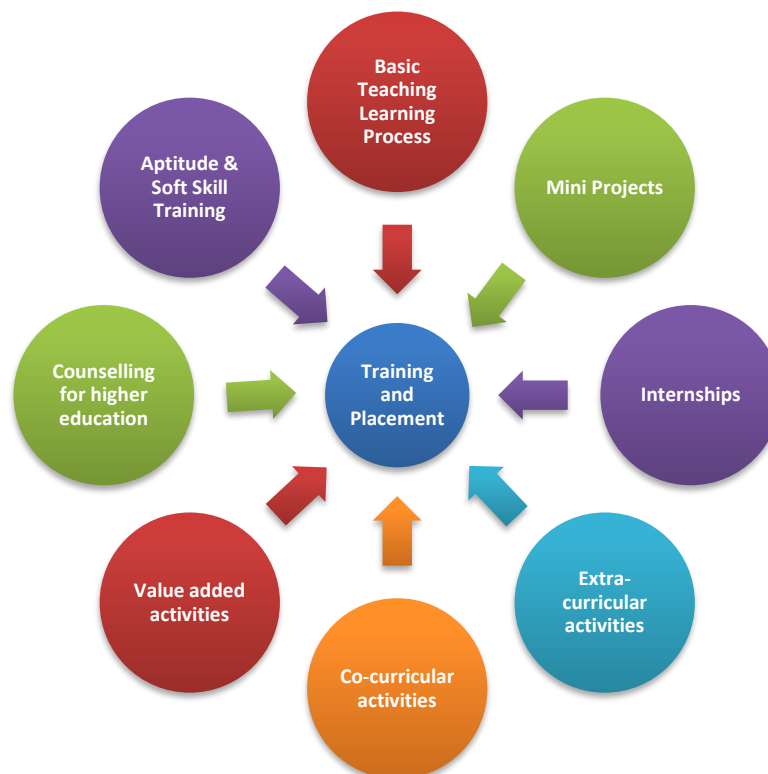 Basic
Teaching
Learning
Process
Mini Projects
Internships
Extra-
curricular
activities
Co-curricular
activities
Value added
activities
Counselling
for higher
education
Aptitude &
Soft Skill
Training
Training
and
Placement